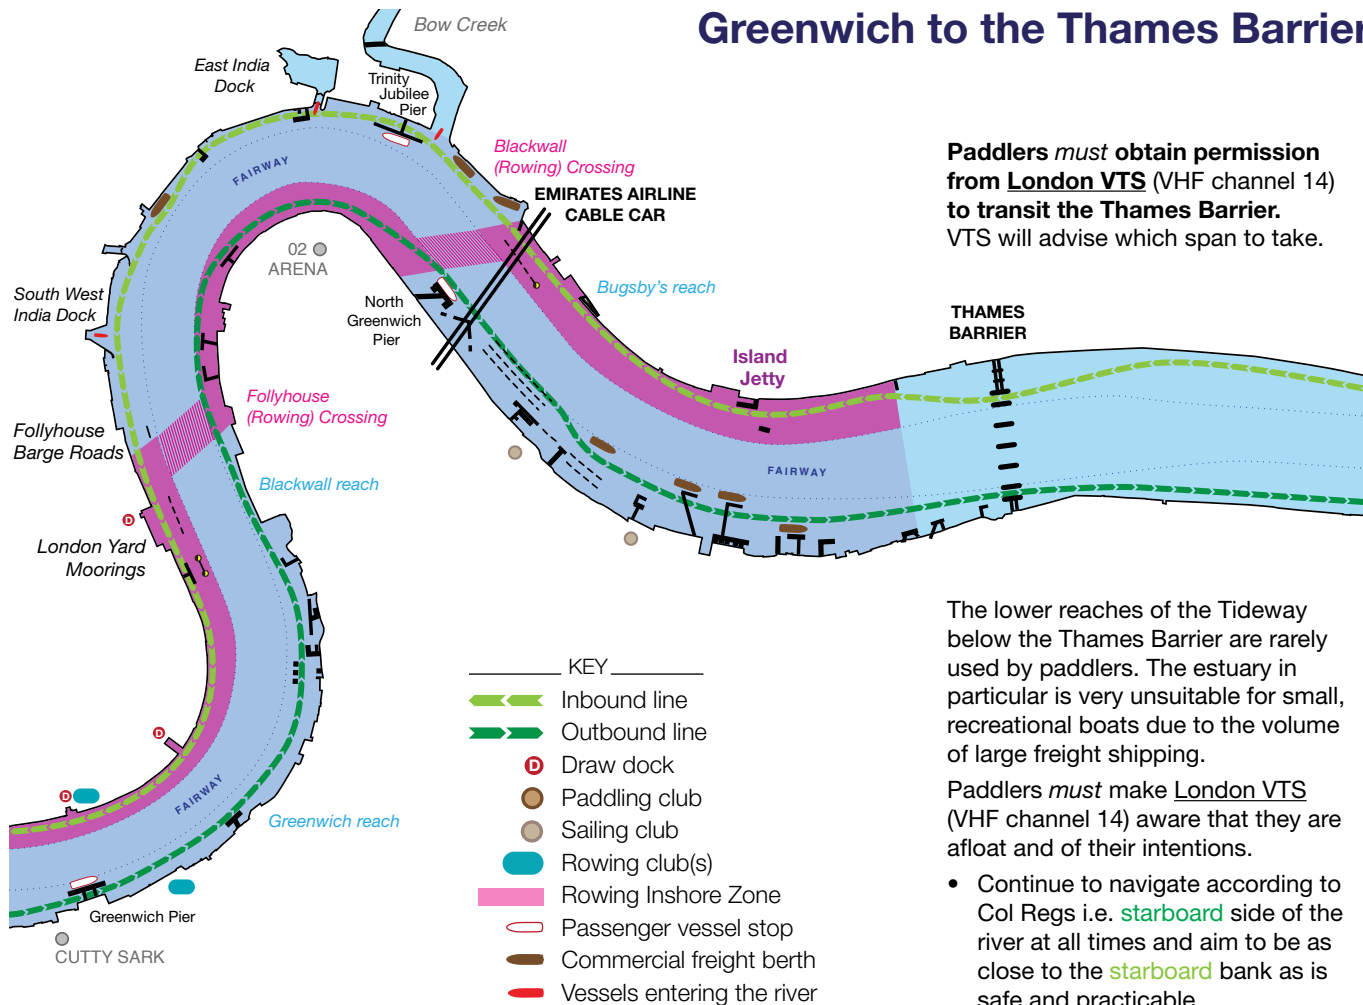 Greenwich to the Thames Barrier
Bow Creek
East India
Dock
Trinity
Jubilee
Pier
Blackwall
(Rowing) Crossing
EMIRATES AIRLINE
CABLE CAR
FAIRWAY
02
ARENA
South West
India Dock
North
Greenwich
Pier
Bugsby's reach
Island
Jetty
THAMES
BARRIER
Paddlers must obtain permission
from London VTS (VHF channel 14)
to transit the Thames Barrier.
VTS will advise which span to take.
Follyhouse
(Rowing) Crossing
Follyhouse
Barge Roads
Blackwall reach
FAIRWAY
D
London Yard
Moorings
D
D
FAIRWAY
Greenwich reach
Greenwich Pier
CUTTY SARK
KEY
Inbound line
Outbound line
D Draw dock
Paddling club
Sailing club
Rowing club(s)
Rowing Inshore Zone
Passenger vessel stop
Commercial freight berth
Vessels entering the river
The lower reaches of the Tideway
below the Thames Barrier are rarely
used by paddlers. The estuary in
particular is very unsuitable for small,
recreational boats due to the volume
of large freight shipping.
Paddlers must make London VTS
(VHF channel 14) aware that they are
afloat and of their intentions.
• Continue to navigate according to
Col Regs i.e. starboard side of the
river at all times and aim to be as
close to the starboard bank as is
safe and practicable